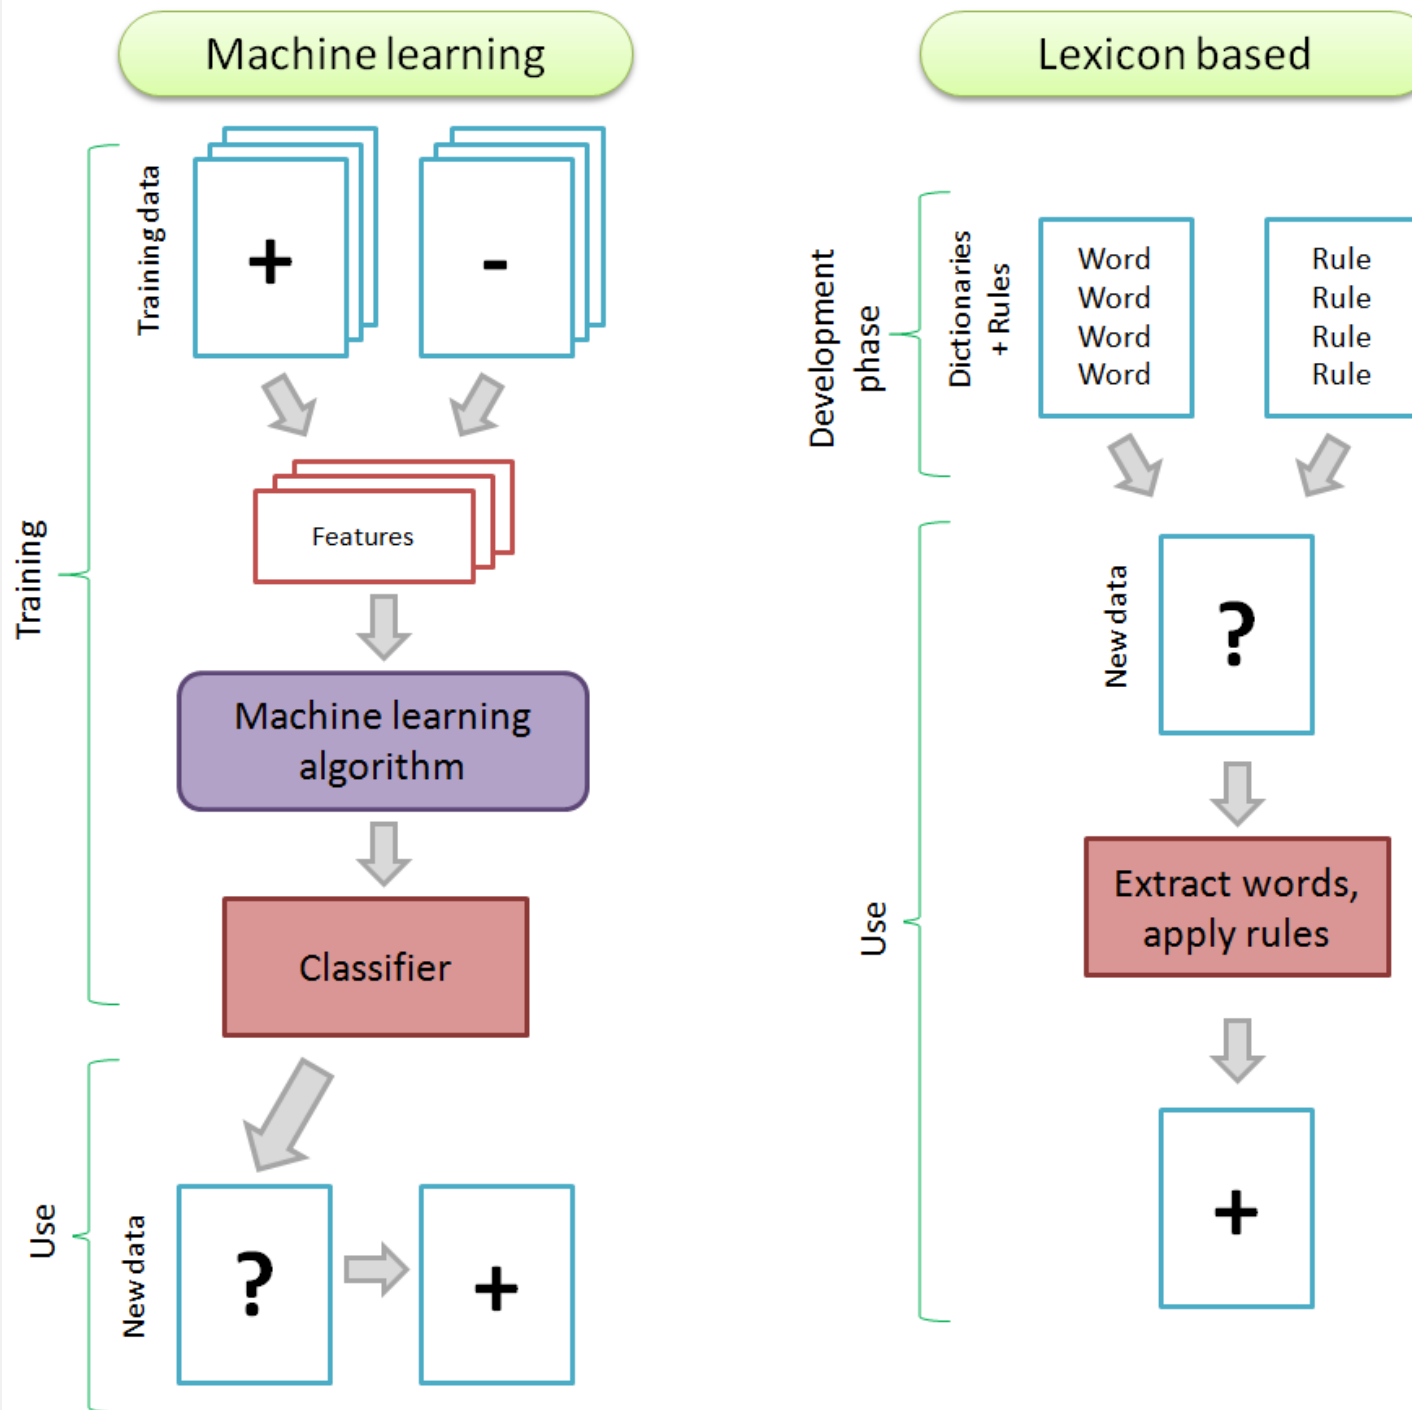 Machine learning
Training
Training data
+
-
Features
Machine learning
algorithm
Classifier
Use
New data
?
+
Lexicon based
Development
phase
Dictionaries
+ Rules
Word
Word
Word
Word
Rule
Rule
Rule
Rule
Use
New data
?
Extract words,
apply rules
+